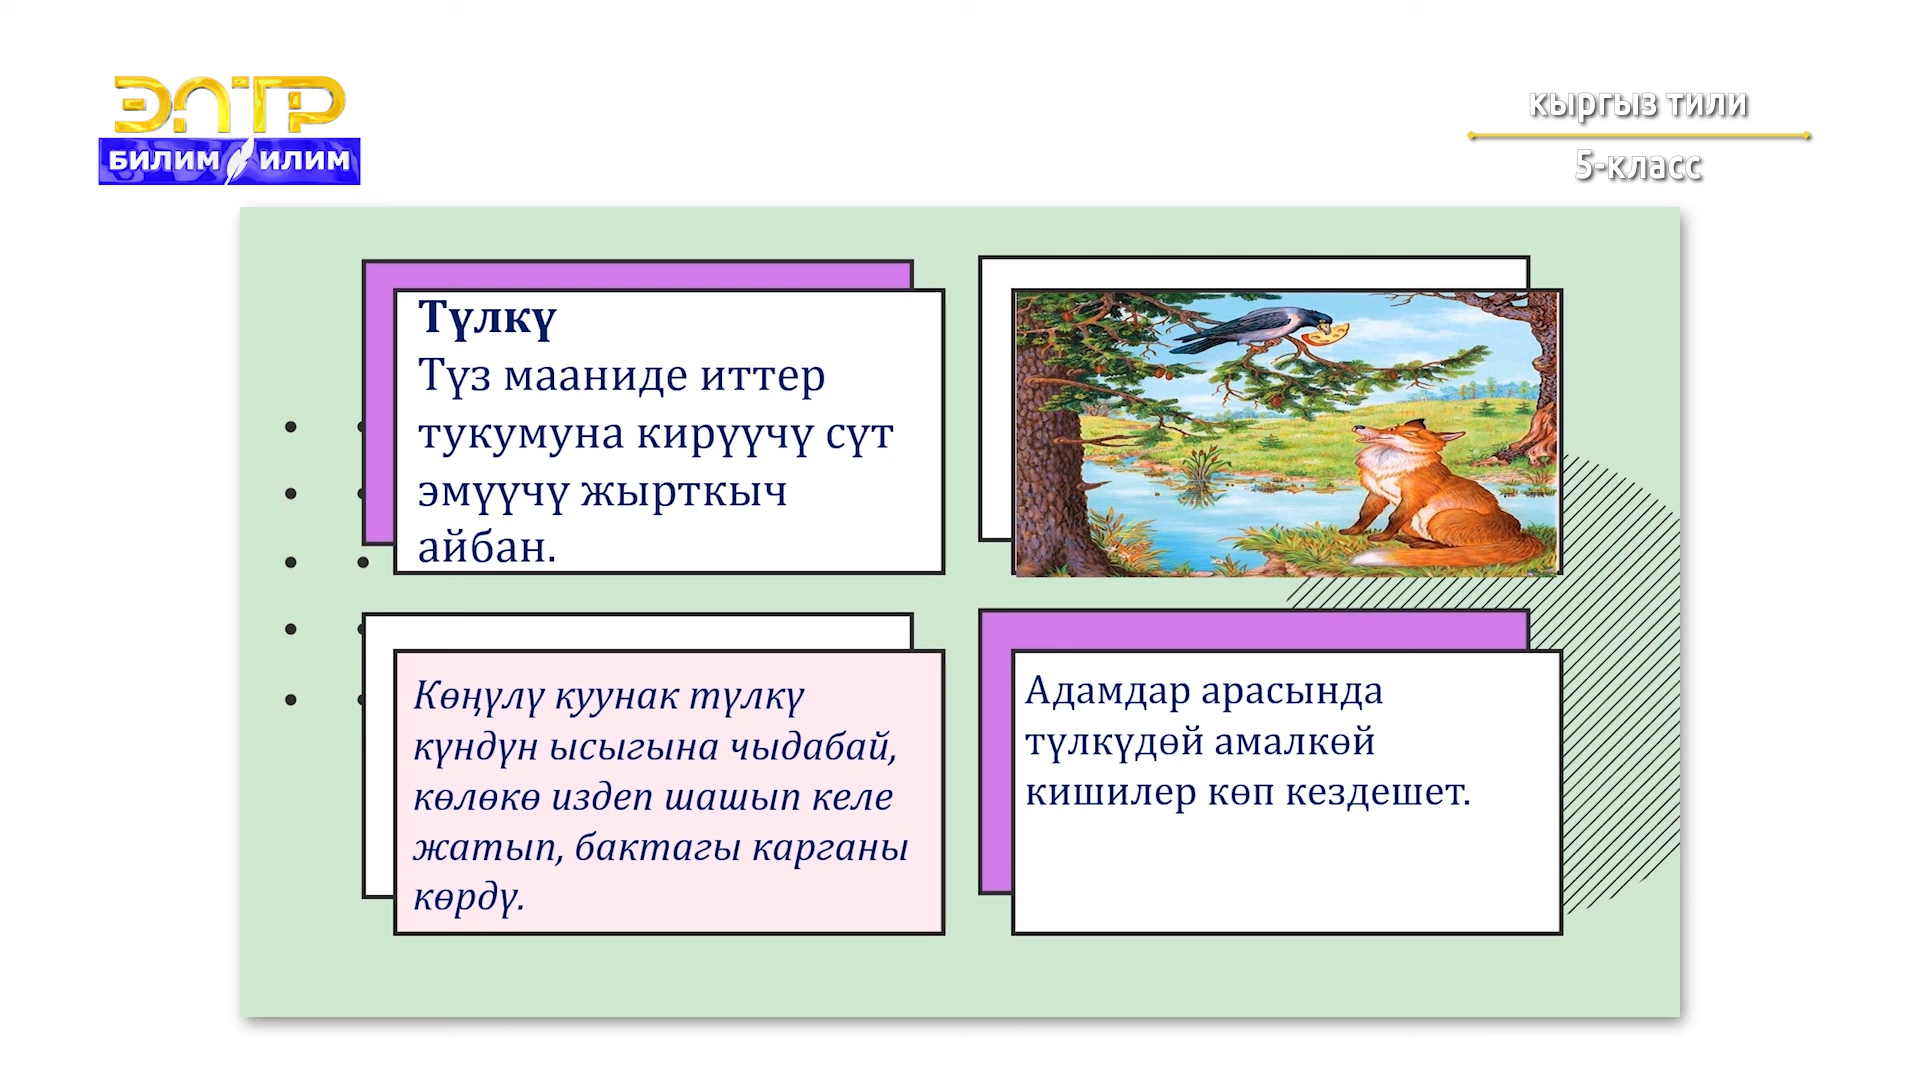 ЭЛТР
БИЛИМ ИЛИМ
кыргыз тили
5-класс
Түлкү
Түз мааниде иттер
тукумуна кирүүчү сүт
эмүүчү жырткыч
айбан.
Көңүлү куунак түлкү
күндүн ысыгына чыдабай,
көлөкө издеп шашып келе
жатып, бактагы карганы
көрдү.
Адамдар арасында
түлкүдөй амалкөй
кишилер көп кездешет.